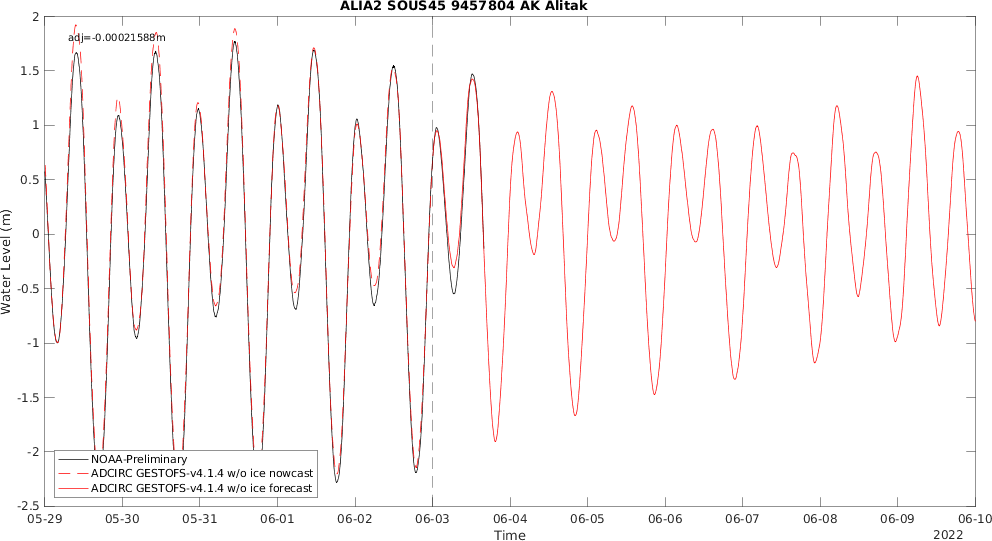 ALIA2 SOUS45 9457804 AK Alitak
adj=-0.00021588m
2
1.5
1
0.5
0
-0.5
-1
-1.5
-2
-2.5
Water Level (m)
NOAA-Preliminary
ADCIRC GESTOFS-v4.1.4 w/o ice nowcast
ADCIRC GESTOFS-v4.1.4 w/o ice forecast
05-29 05-30 05-31 06-01 06-02 06-03 06-04 06-05 06-06 06-07 06-08 06-09 06-10
Time
2022